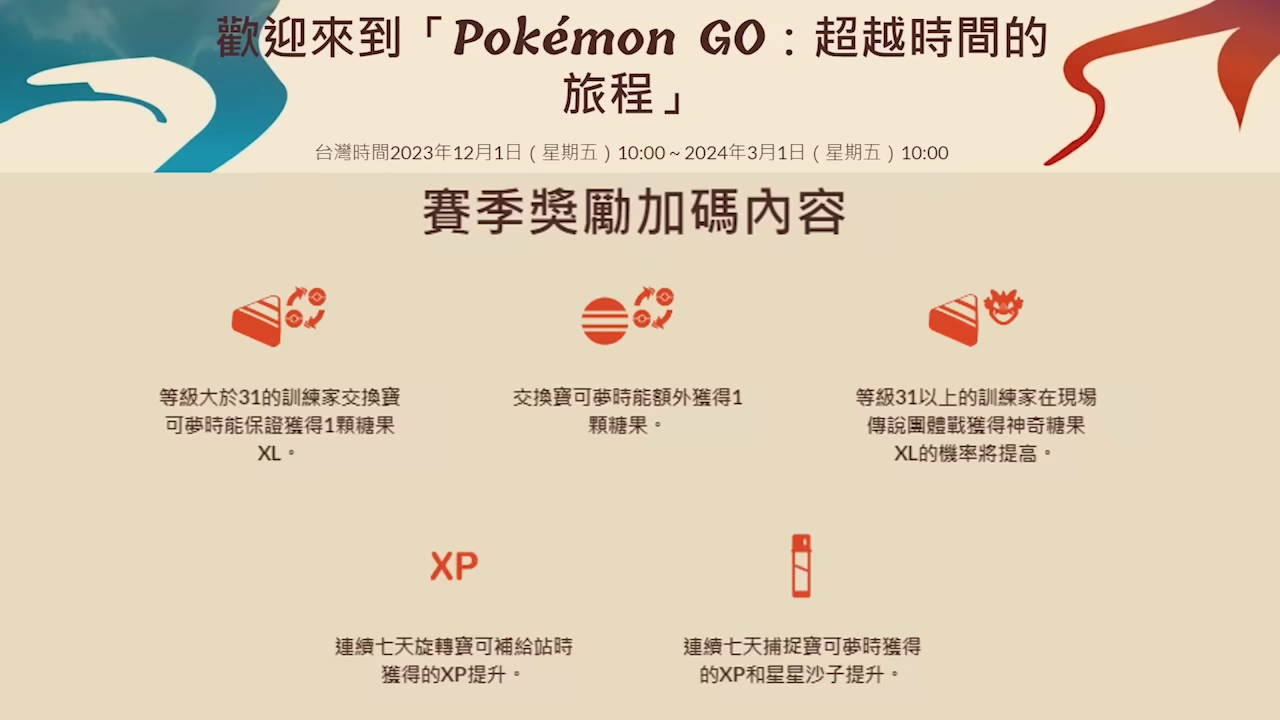 歡迎來到「Pokémon GO：超越時間的
旅程」
台灣時間2023年12月1日（星期五）10:00～2024年3月1日（星期五）10:00
賽季獎勵加碼內容
等級大於31的訓練家交換寶
可夢時能保證獲得1顆糖果
XL。
交換寶可夢時能額外獲得1
顆糖果。
等級31以上的訓練家在現場
傳說團體戰獲得神奇糖果
XL的機率將提高。
XP
連續七天旋轉寶可補給站時
獲得的XP提升。
連續七天捕捉寶可夢時獲得
的XP和星星沙子提升。